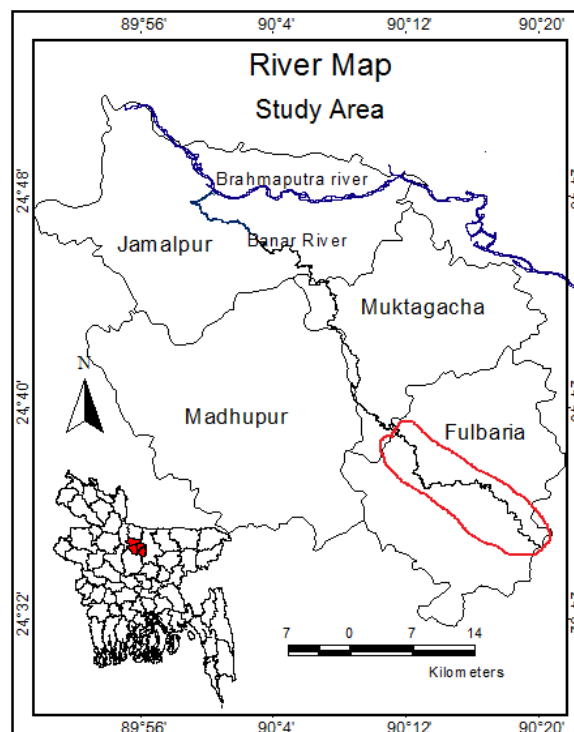 89°56' 90°4' 90°12' 90°20'
River Map
Study Area
24°48'
Brahmaputra river
Jamalpur
Banar River
Muktagacha
N
24°40'
Madhupur
Fulbaria
24°32'
7 0 7 14
Kilometers
89°56' 90°4' 90°12' 90°20'